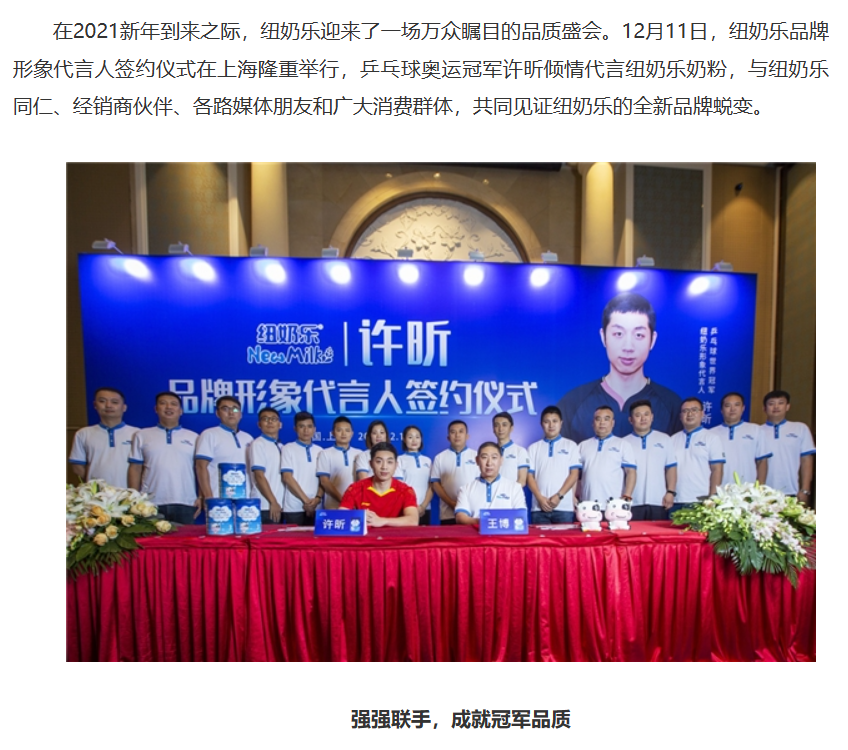 在2021新年到来之际，纽奶乐迎来了一场万众瞩目的品质盛会。12月11日，纽奶乐品牌
形象代言人签约仪式在上海隆重举行，乒乓球奥运冠军许昕倾情代言纽奶乐奶粉，与纽奶乐
同仁、经销商伙伴、各路媒体朋友和广大消费群体，共同见证纽奶乐的全新品牌蜕变。
纽奶乐
NewMilk
许昕
品牌形象代言人签约仪式
乒乓球世界冠军
纽奶乐形象代言人
许昕
许昕
王博
强强联手，成就冠军品质